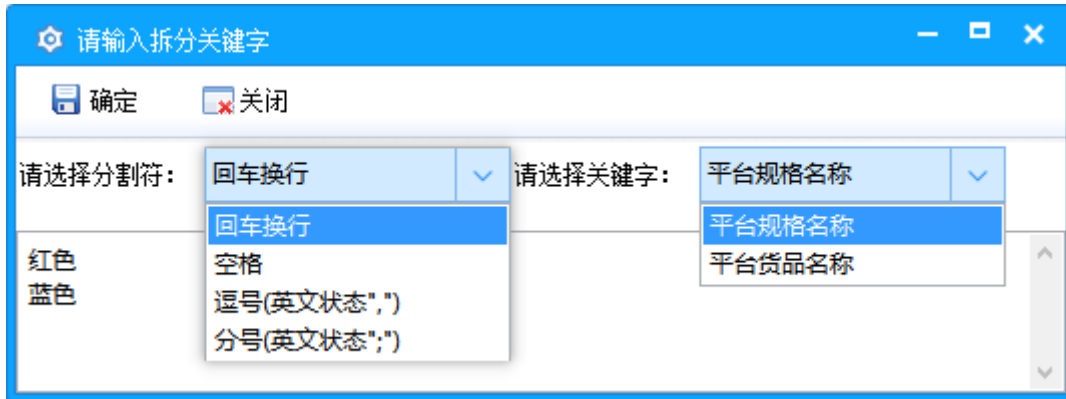 请输入拆分关键字
确定 关闭
请选择分割符： 回车换行 请选择关键字： 平台规格名称
回车换行 平台规格名称
红色 空格 平台货品名称
蓝色 逗号(英文状态",")
分号(英文状态";")